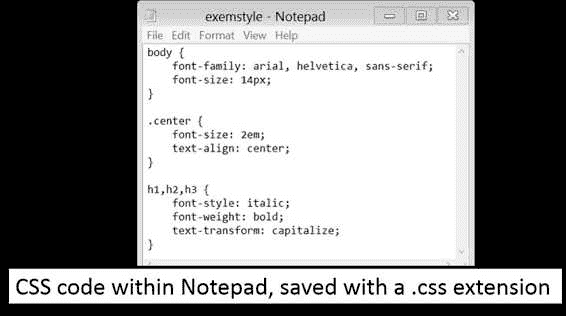 exemstyle - Notepad
File Edit Format View Help
body {
    font-family: arial, helvetica, sans-serif;
    font-size: 14px;
}

.center {
    font-size: 2em;
    text-align: center;
}

h1,h2,h3 {
    font-style: italic;
    font-weight: bold;
    text-transform: capitalize;
}
CSS code within Notepad, saved with a .css extension